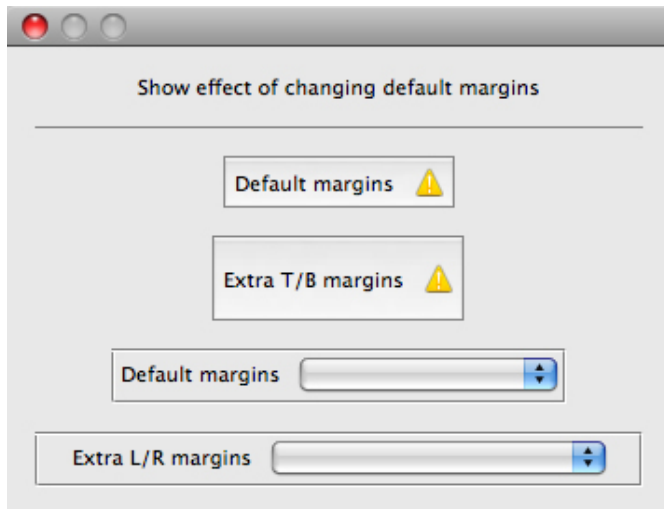 Show effect of changing default margins
Default margins
Extra T/B margins
Default margins
Extra L/R margins